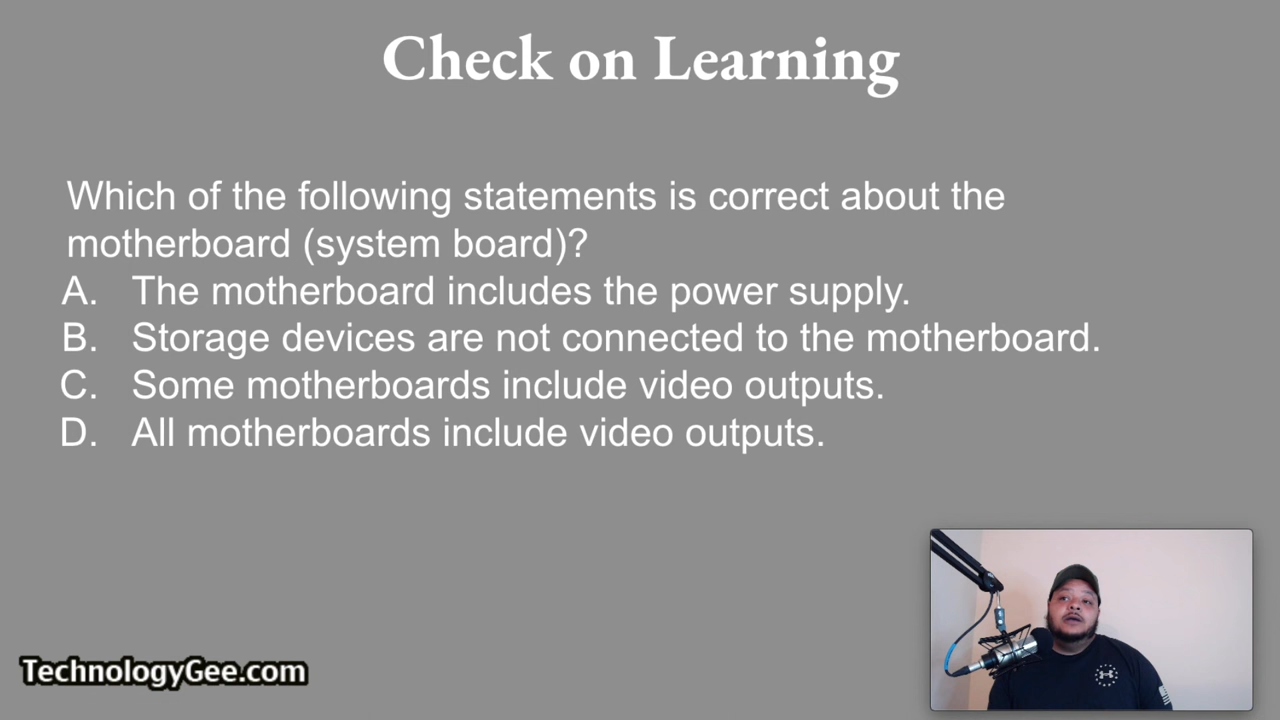 Check on Learning
Which of the following statements is correct about the
motherboard (system board)?
A. The motherboard includes the power supply.
B. Storage devices are not connected to the motherboard.
C. Some motherboards include video outputs.
D. All motherboards include video outputs.
TechnologyGee.com